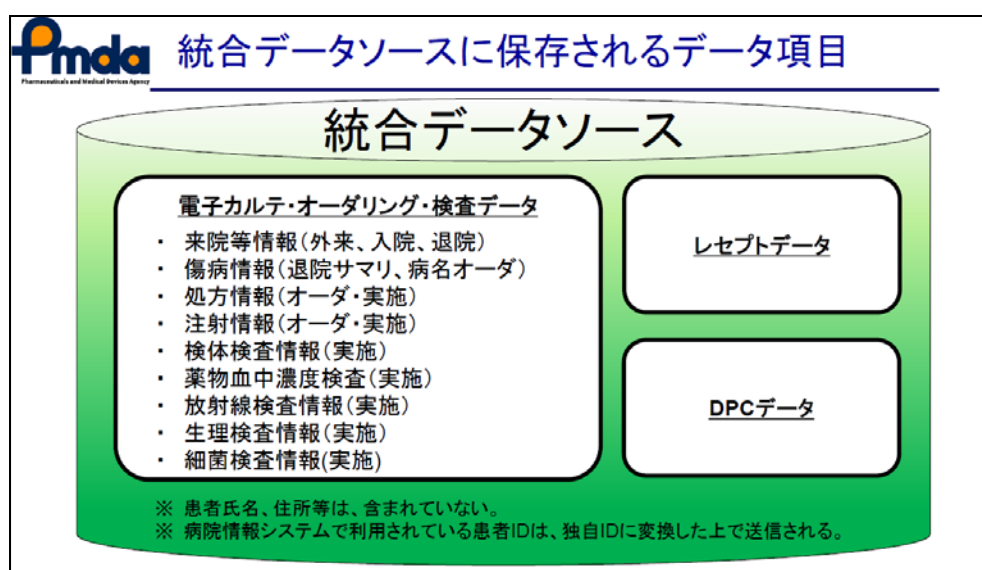 Pmda
Pharmaceuticals and Medical Devices Agency
統合データソースに保存されるデータ項目
統合データソース
電子カルテ・オーダリング・検査データ
・ 来院等情報(外来、入院、退院)
・ 傷病情報(退院サマリ、病名オーダ)
・ 処方情報(オーダ・実施)
・ 注射情報(オーダ・実施)
・ 検体検査情報(実施)
・ 薬物血中濃度検査(実施)
・ 放射線検査情報(実施)
・ 生理検査情報(実施)
・ 細菌検査情報(実施)
レセプトデータ
DPCデータ
※ 患者氏名、住所等は、含まれていない。
※ 病院情報システムで利用されている患者IDは、独自IDに変換した上で送信される。